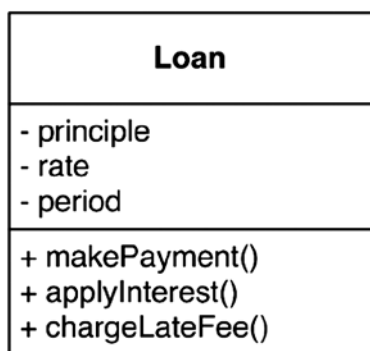 Loan
- principle
- rate
- period
+ makePayment()
+ applyInterest()
+ chargeLateFee()